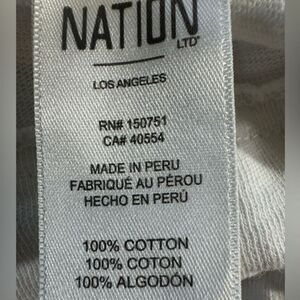 NATION
LTD
LOS ANGELES
RN# 150751
CA# 40554
MADE IN PERU
FABRIQUÉ AU PÉROU
HECHO EN PERÚ
100% COTTON
100% COTON
100% ALGODÓN